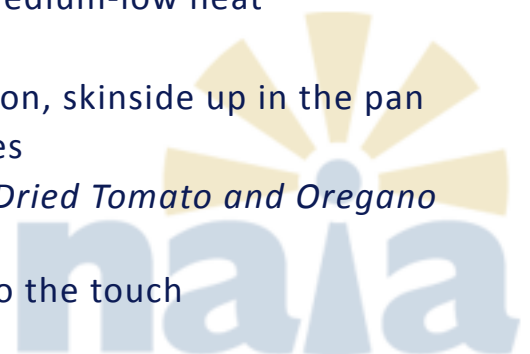 edium-low heat
on, skinside up in the pan
es
Dried Tomato and Oregano
o the touch
naia